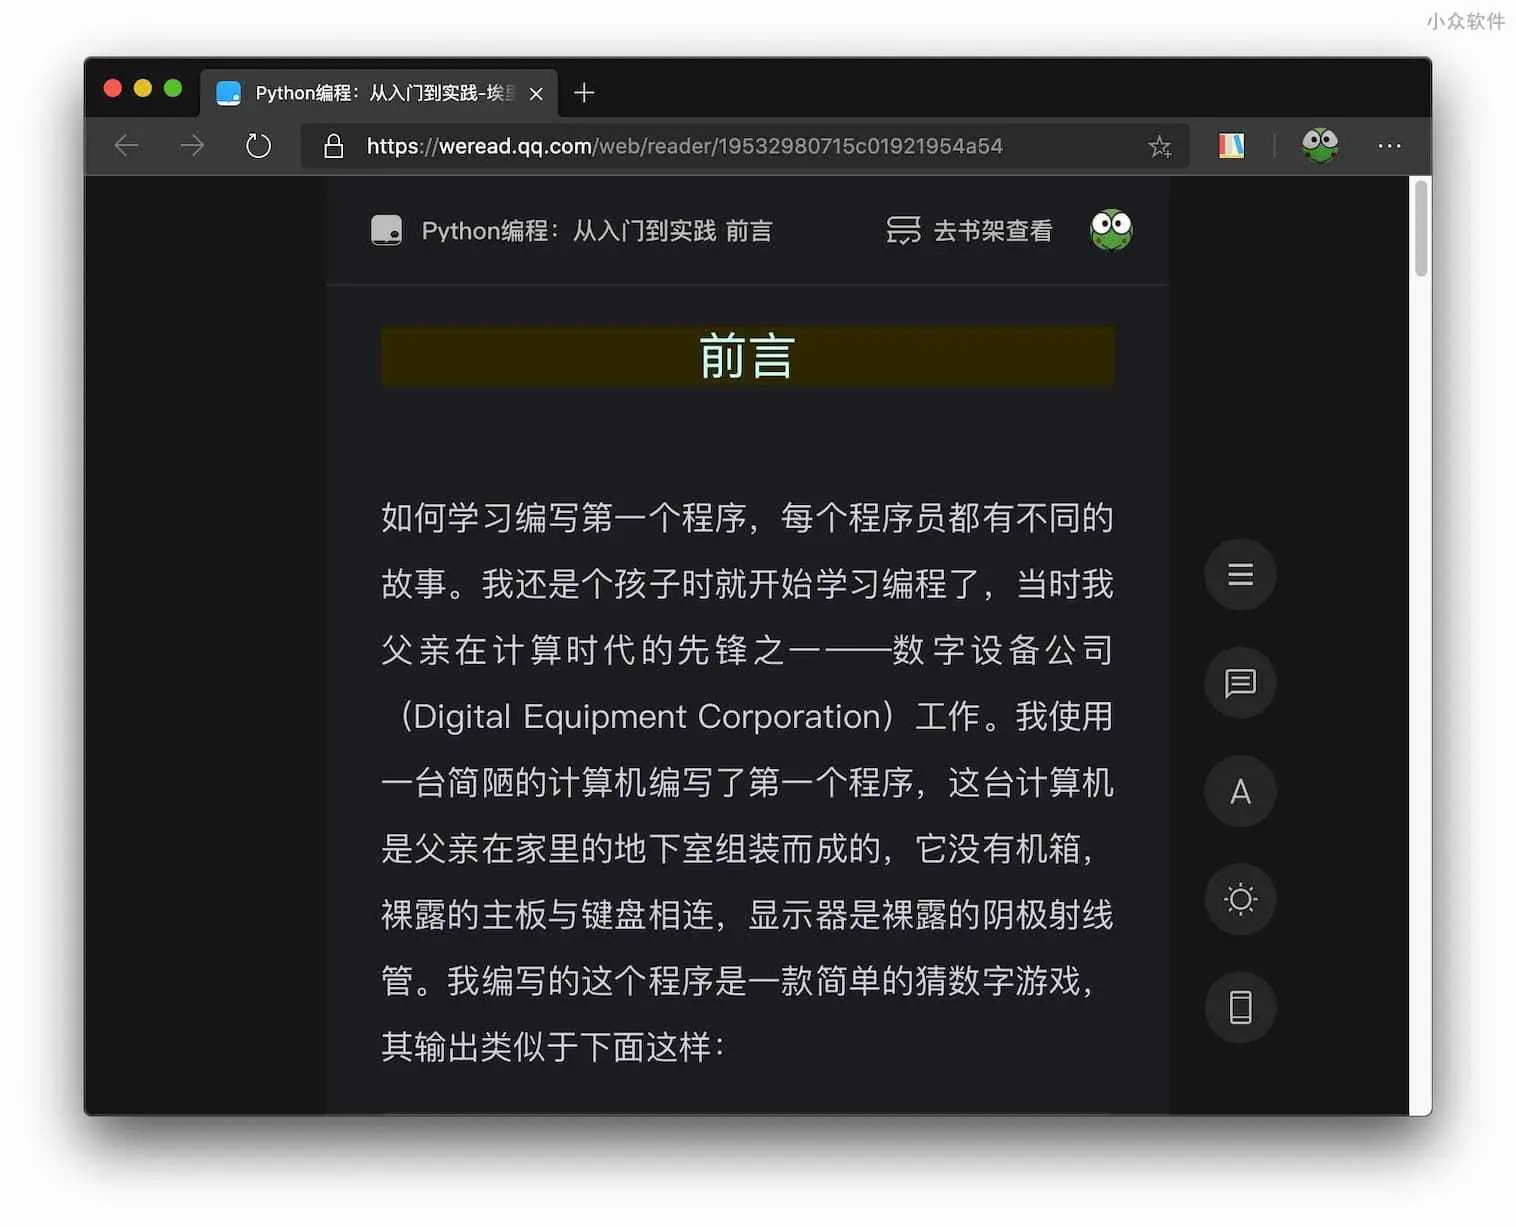 小众软件
Python编程：从入门到实践-埃
https://weread.qq.com/web/reader/19532980715c01921954a54
Python编程：从入门到实践 前言
去书架查看
前言
如何学习编写第一个程序，每个程序员都有不同的
故事。我还是个孩子时就开始学习编程了，当时我
父亲在计算时代的先锋之一——数字设备公司
（Digital Equipment Corporation）工作。我使用
一台简陋的计算机编写了第一个程序，这台计算机
是父亲在家里的地下室组装而成的，它没有机箱，
裸露的主板与键盘相连，显示器是裸露的阴极射线
管。我编写的这个程序是一款简单的猜数字游戏，
其输出类似于下面这样：
A